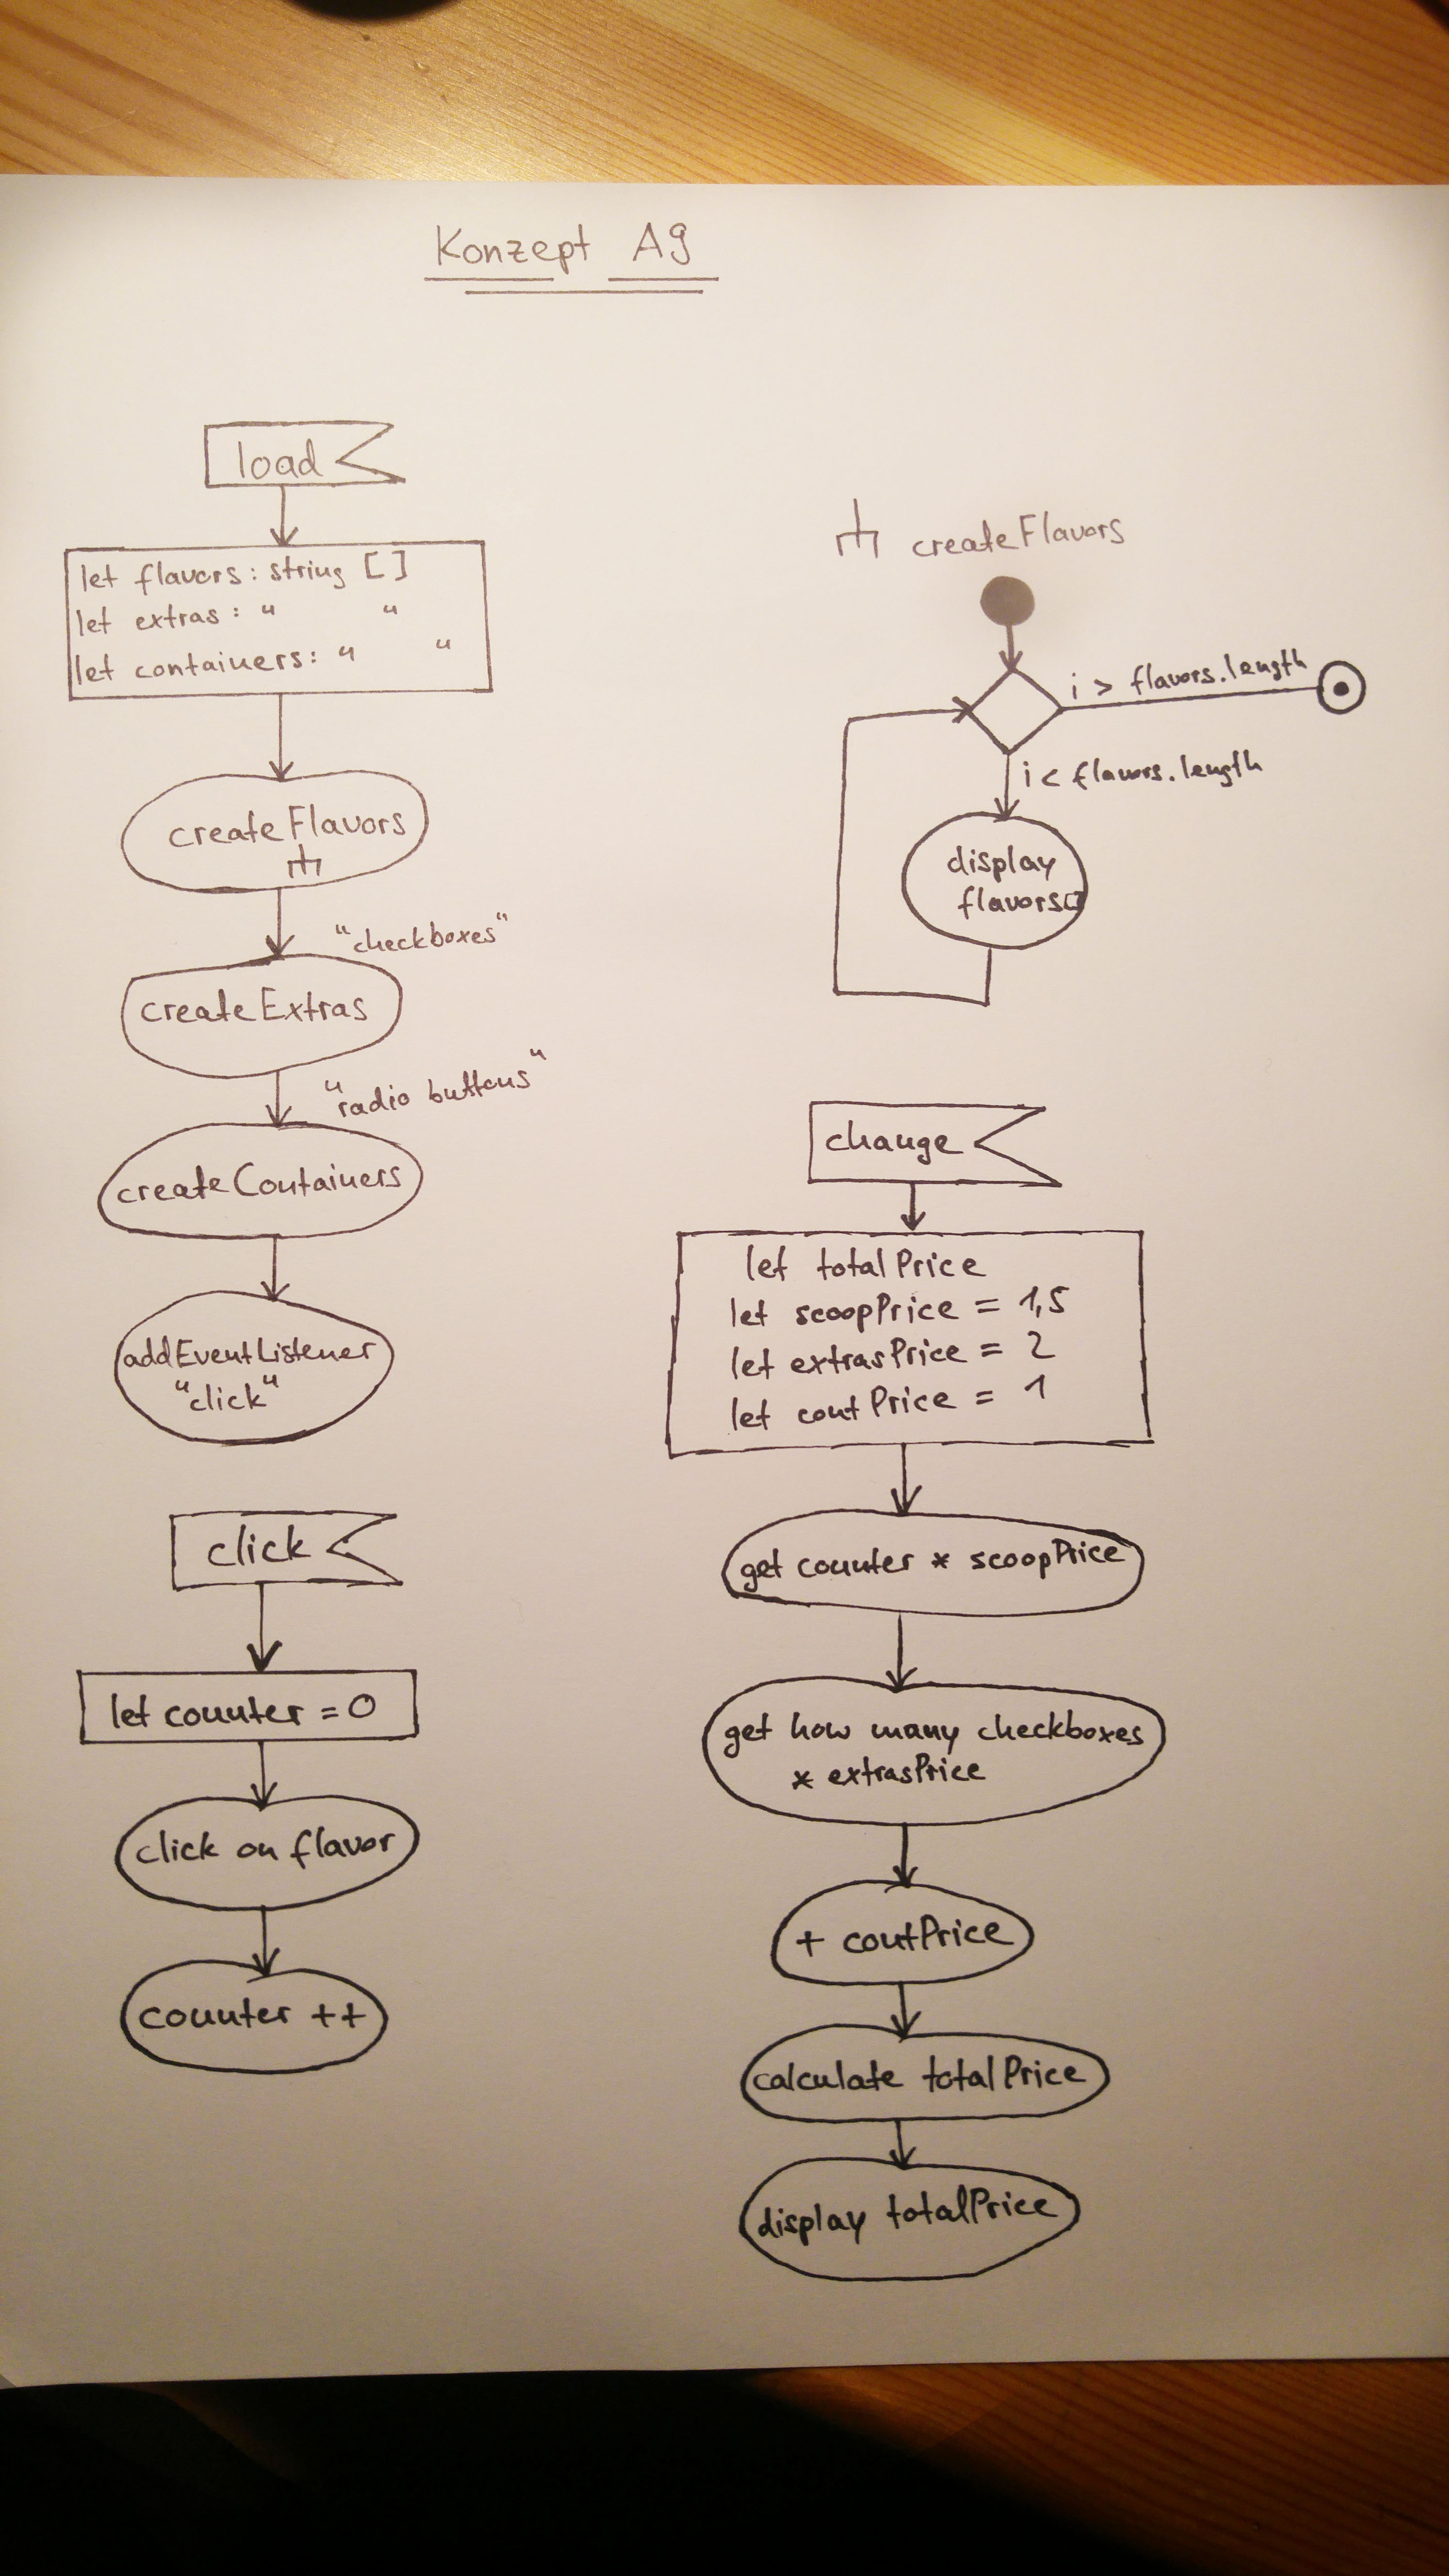 Konzept A9
load
let flavors: string []
let extras: " "
let containers: " "
createFlavors
"checkboxes"
createExtras
"radio buttons"
createContainers
addEventListener
"click"
click
let counter = 0
click on flavor
counter ++
createFlavors
i > flavors.length
i < flavors.length
display
flavors[]
change
let totalPrice
let scoopPrice = 1,5
let extrasPrice = 2
let contPrice = 1
get counter * scoopPrice
get how many checkboxes
* extrasPrice
+ contPrice
calculate totalPrice
display totalPrice